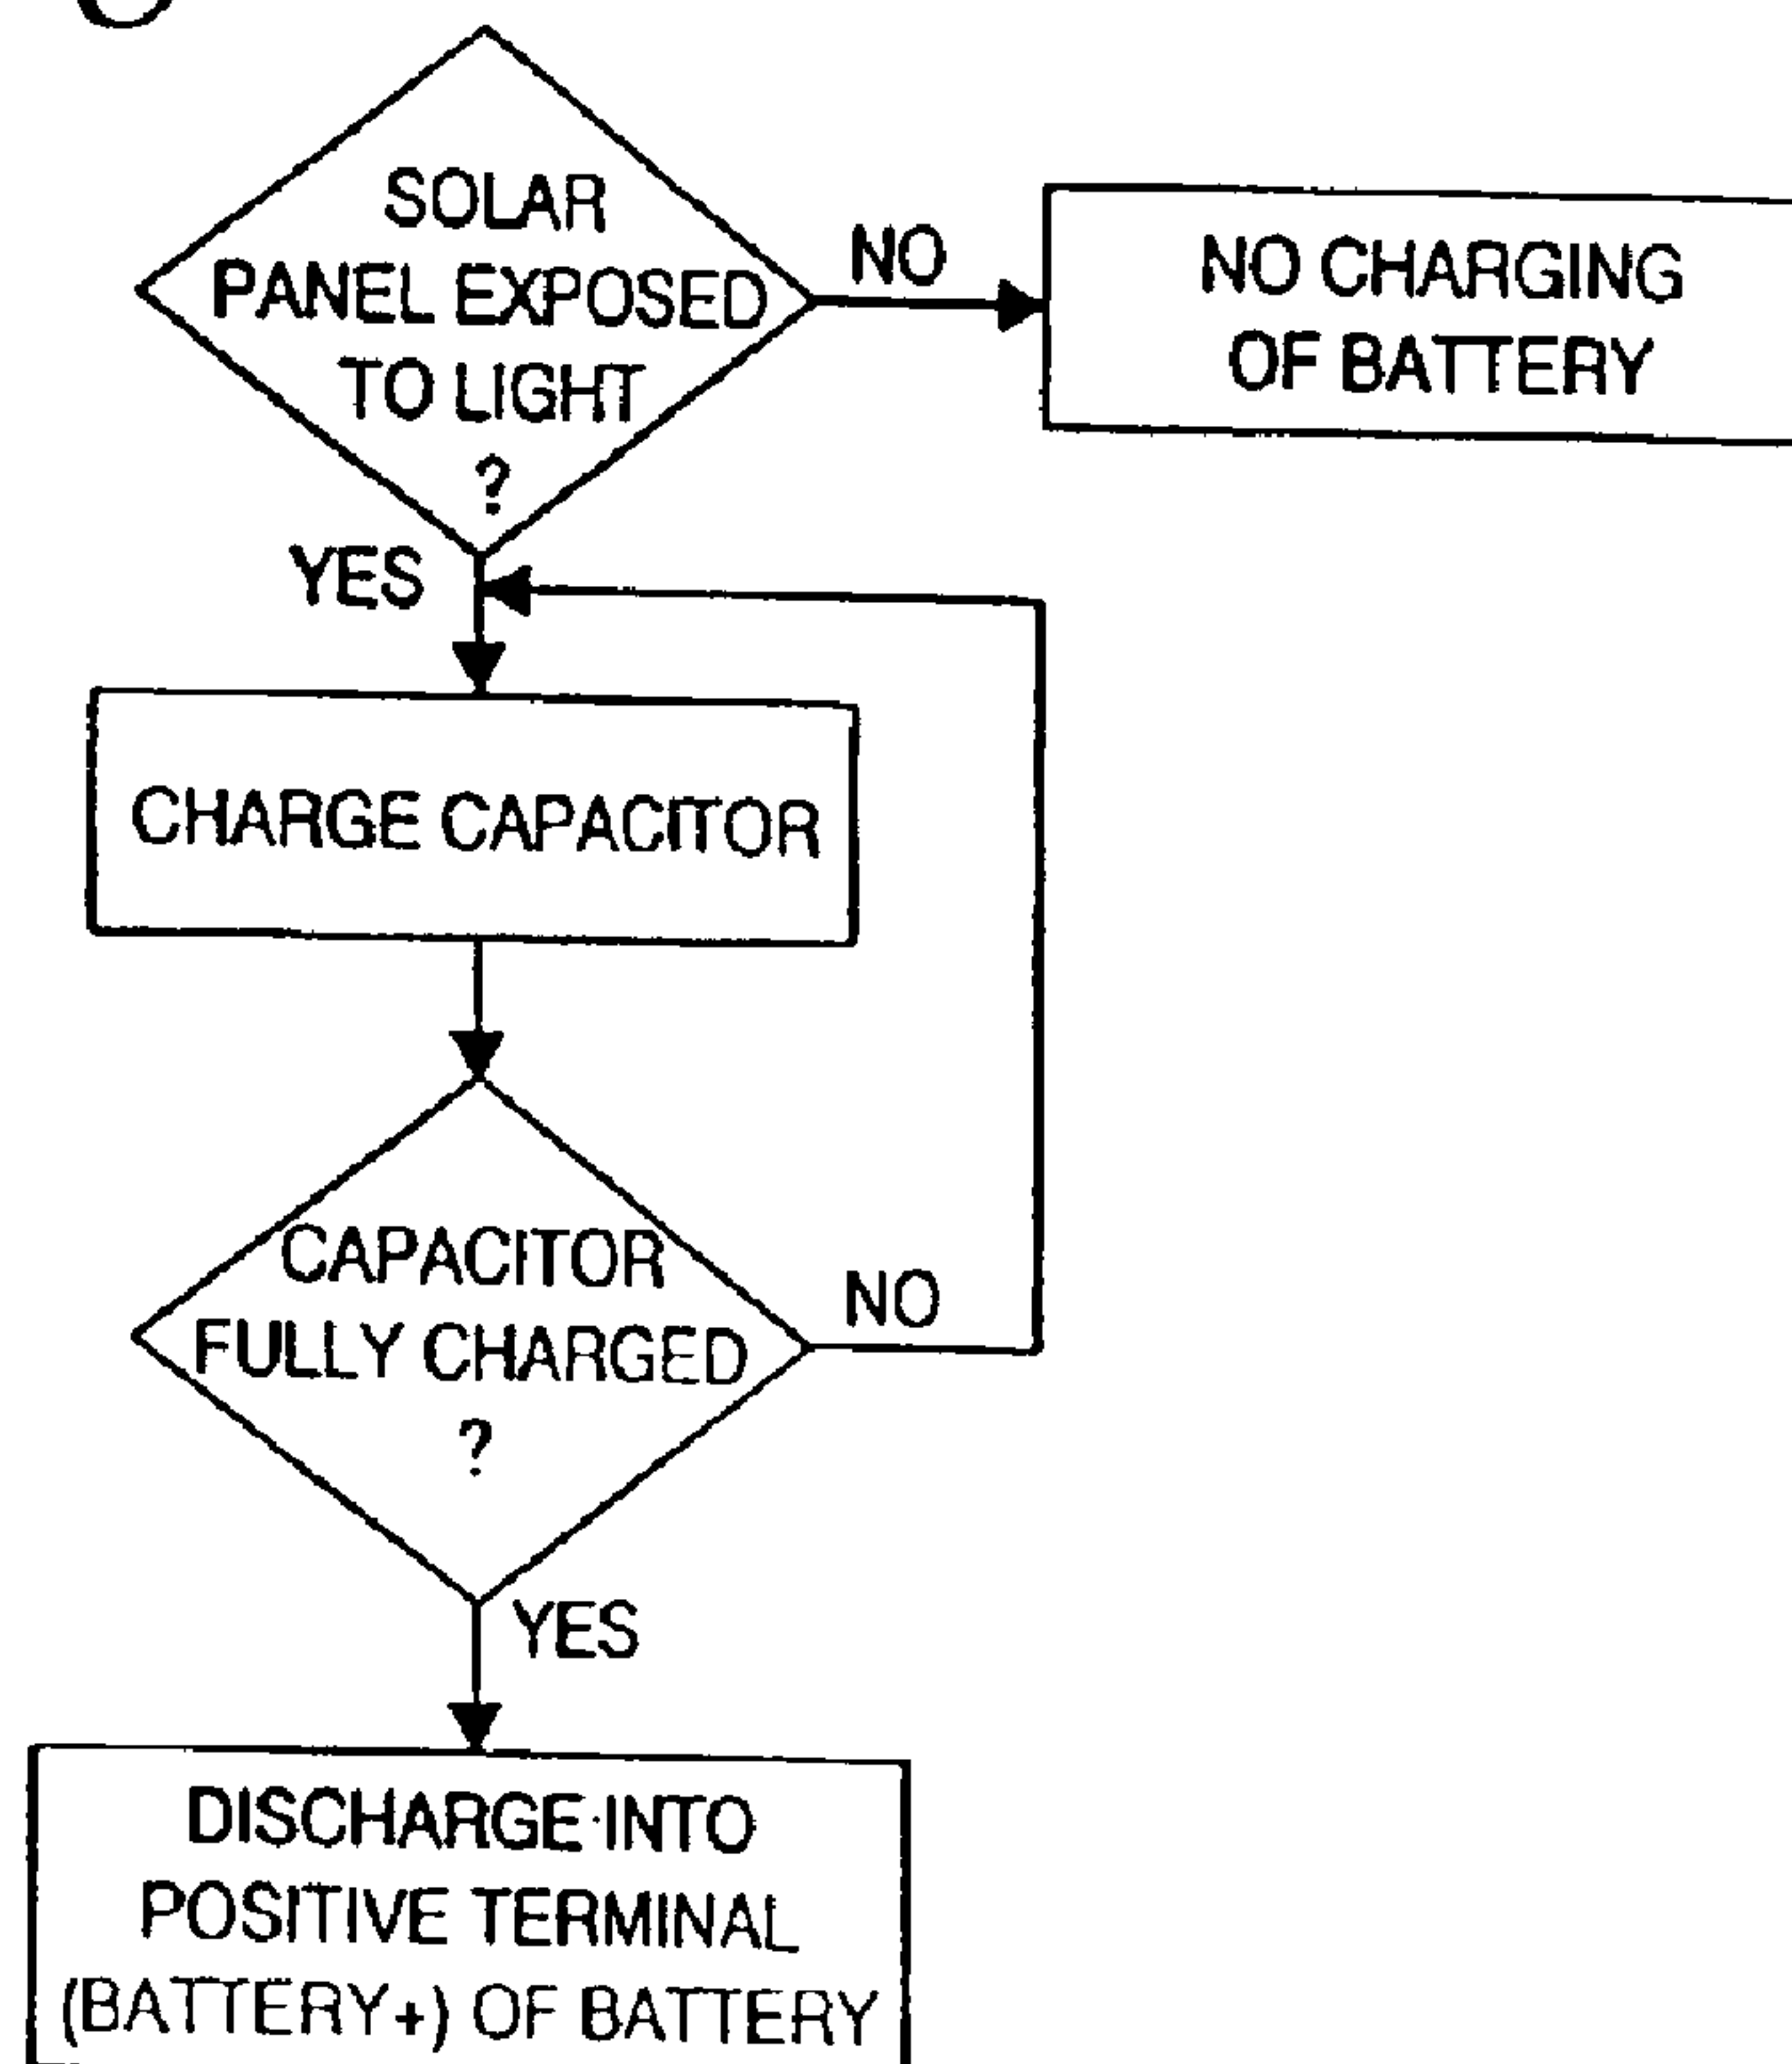 SOLAR
PANEL EXPOSED
TO LIGHT
?
NO
NO CHARGING
OF BATTERY
YES
CHARGE CAPACITOR
CAPACITOR
FULLY CHARGED
?
NO
YES
DISCHARGE INTO
POSITIVE TERMINAL
(BATTERY+) OF BATTERY